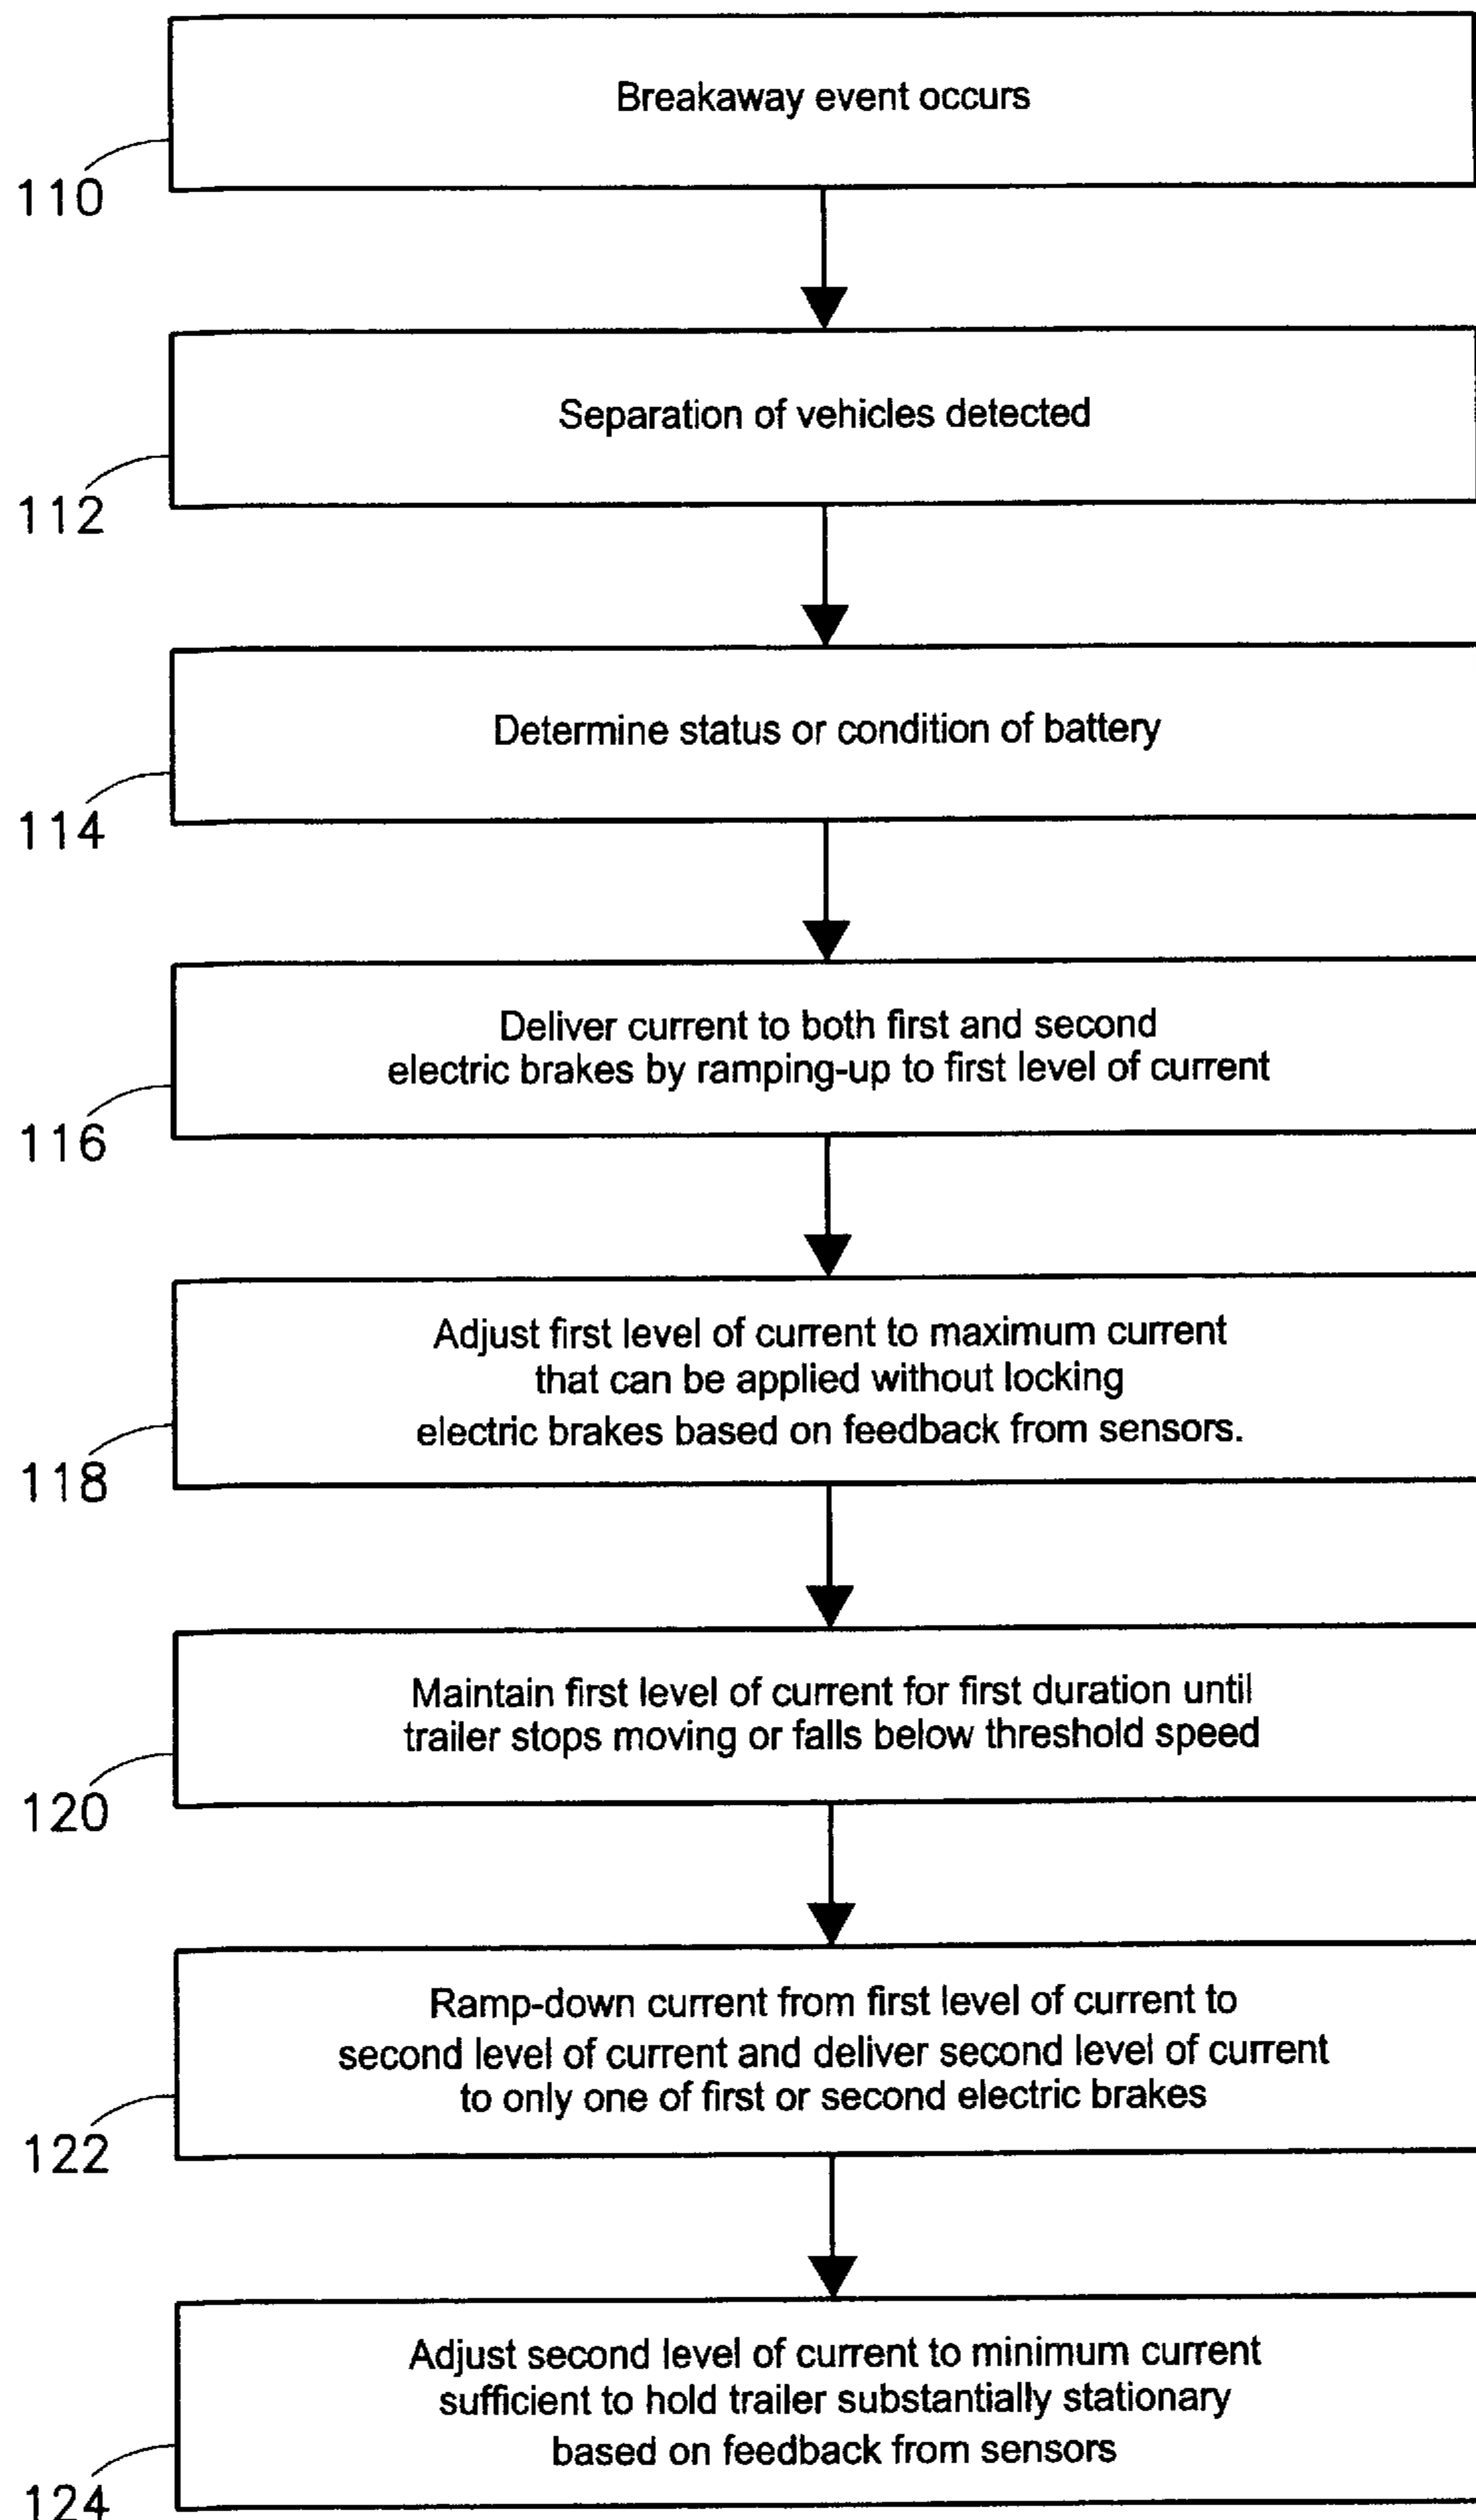 Breakaway event occurs
110
Separation of vehicles detected
112
Determine status or condition of battery
114
Deliver current to both first and second
electric brakes by ramping-up to first level of current
116
Adjust first level of current to maximum current
that can be applied without locking
electric brakes based on feedback from sensors.
118
Maintain first level of current for first duration until
trailer stops moving or falls below threshold speed
120
Ramp-down current from first level of current to
second level of current and deliver second level of current
to only one of first or second electric brakes
122
Adjust second level of current to minimum current
sufficient to hold trailer substantially stationary
based on feedback from sensors
124